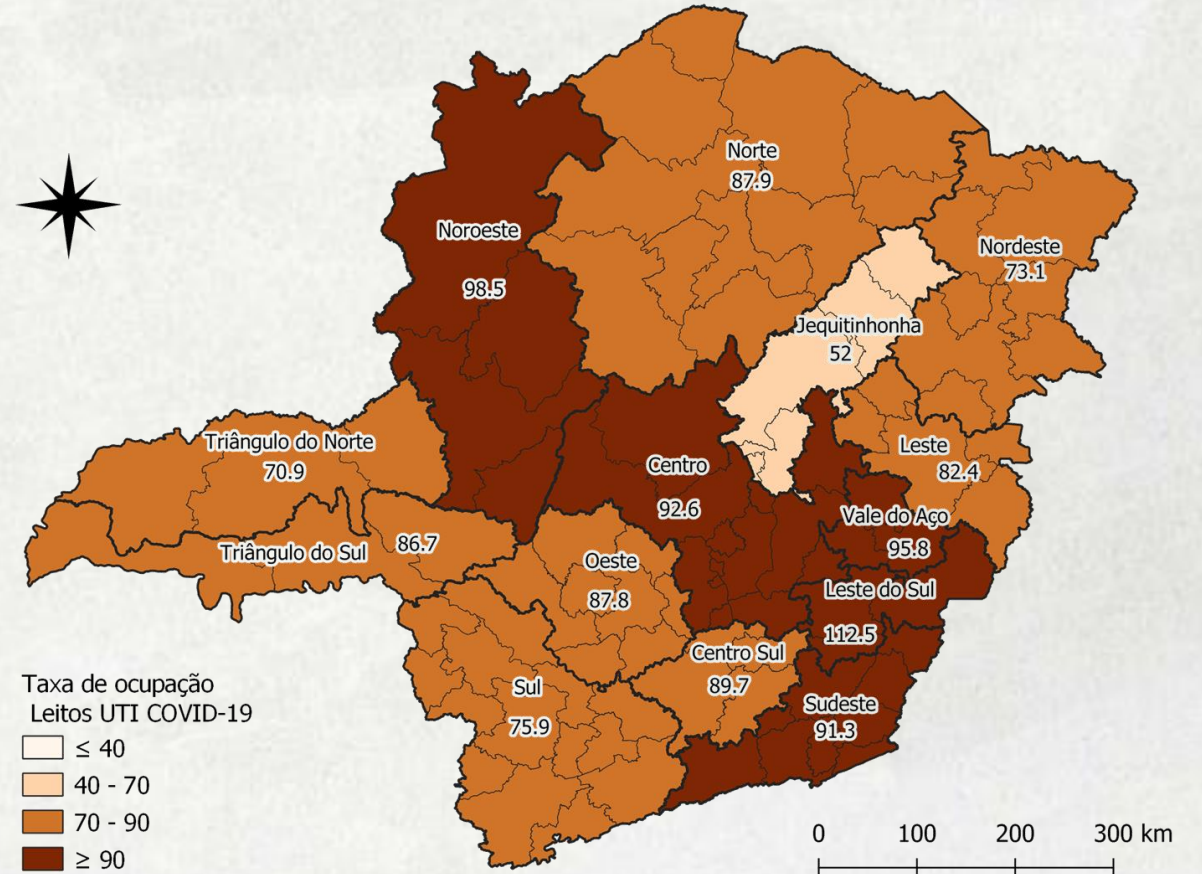 Norte
87.9
Noroeste
98.5
Nordeste
73.1
Jequitinhonha
52
Triângulo do Norte
70.9
Leste
82.4
Centro
92.6
Vale do Aço
95.8
Triângulo do Sul
86.7
Oeste
87.8
Leste do Sul
112.5
Centro Sul
89.7
Sul
75.9
Sudeste
91.3
Taxa de ocupação
Leitos UTI COVID-19
≤ 40
40 - 70
70 - 90
≥ 90
0 100 200 300 km